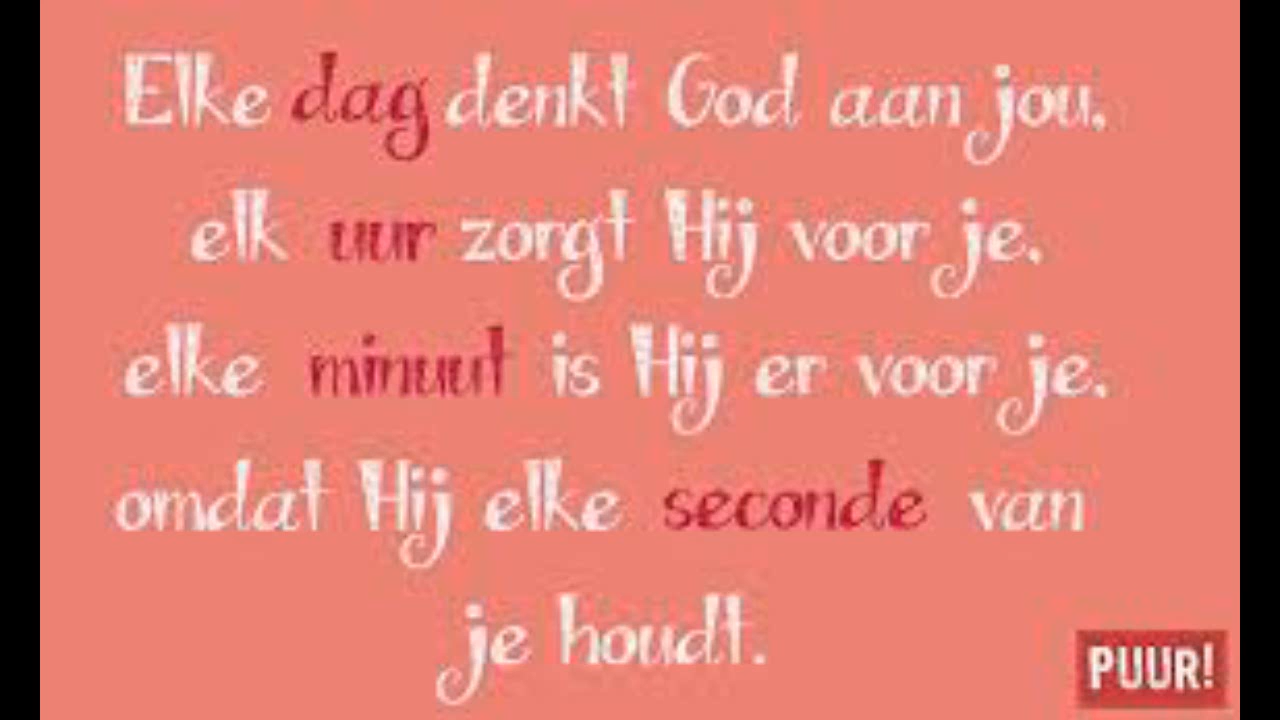 Elke dag denkt God aan jou,
elk uur zorgt Hij voor je,
elke minuut is Hij er voor je,
omdat Hij elke seconde van
je houdt.
PUUR!